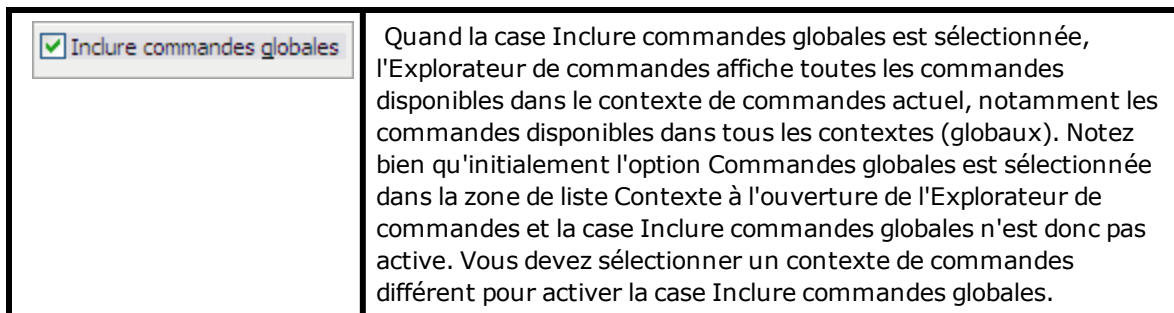 Inclure commandes globales
Quand la case Inclure commandes globales est sélectionnée,
l'Explorateur de commandes affiche toutes les commandes
disponibles dans le contexte de commandes actuel, notamment les
commandes disponibles dans tous les contextes (globaux). Notez
bien qu'initialement l'option Commandes globales est sélectionnée
dans la zone de liste Contexte à l'ouverture de l'Explorateur de
commandes et la case Inclure commandes globales n'est donc pas
active. Vous devez sélectionner un contexte de commandes
différent pour activer la case Inclure commandes globales.